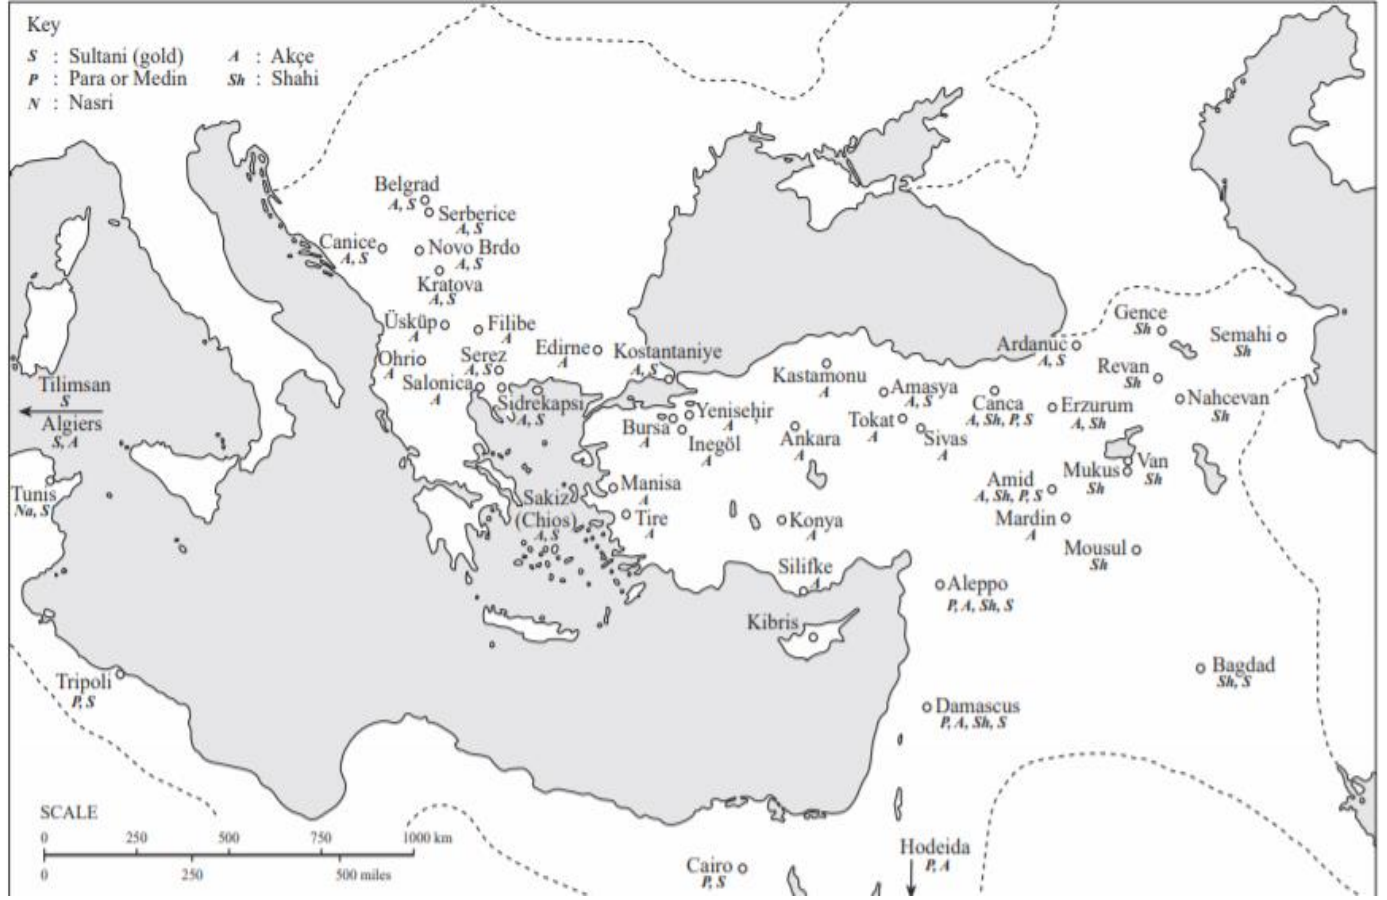 Key
S : Sultani (gold)
A : Akçe
P : Para or Medin
Sh : Shahi
N : Nasri
Belgrad
A, S
Serberice
A, S
Canice
A, S
Novo Brdo
A, S
Kratova
A, S
Üsküp
A
Filibe
A
Ohrio
A
Serez
A, S
Edirne
A
Kostantaniye
A, S
Salonica
A
Sidrekapsi
A, S
Kastamonu
A
Amasya
A, S
Ardanuc
A, S
Gence
Sh
Semahi
Sh
Revan
Sh
Nahcevan
Sh
Canca
A, Sh, P, S
Erzurum
A, Sh
Tilimsan
S
Algiers
S, A
Bursa
A
Yenisehir
A
Inegöl
A
Ankara
A
Tokat
A
Sivas
A
Mukus
Sh
Van
Sh
Amid
A, Sh, P, S
Mardin
A
Mousul
Sh
Tunis
Na, S
Manisa
A
Sakiz
(Chios)
A, S
Tire
A
Konya
A
Silifke
A
Aleppo
P, A, Sh, S
Kibris
Tripoli
P, S
Bagdad
Sh, S
Damascus
P, A, Sh, S
SCALE
0 250 500 750 1000 km
0 250 500 miles
Cairo
P, S
Hodeida
P, A